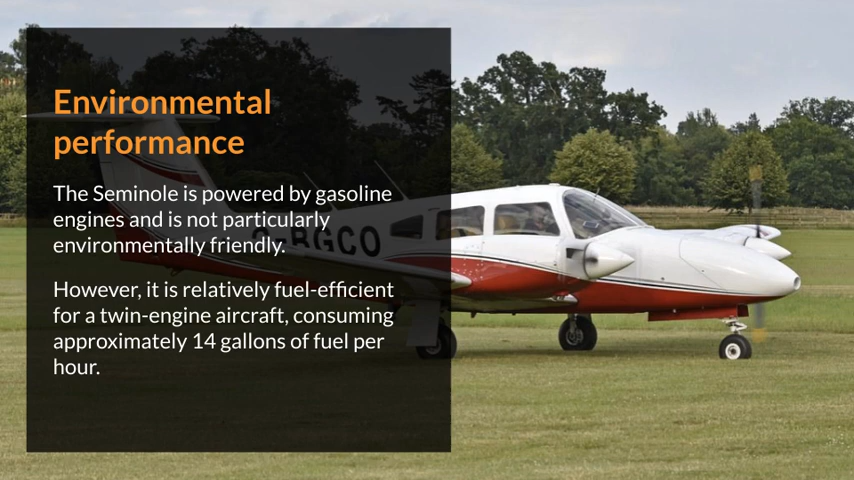 Environmental
performance
The Seminole is powered by gasoline
engines and is not particularly
environmentally friendly.
However, it is relatively fuel-efficient
for a twin-engine aircraft, consuming
approximately 14 gallons of fuel per
hour.
G-BGCO